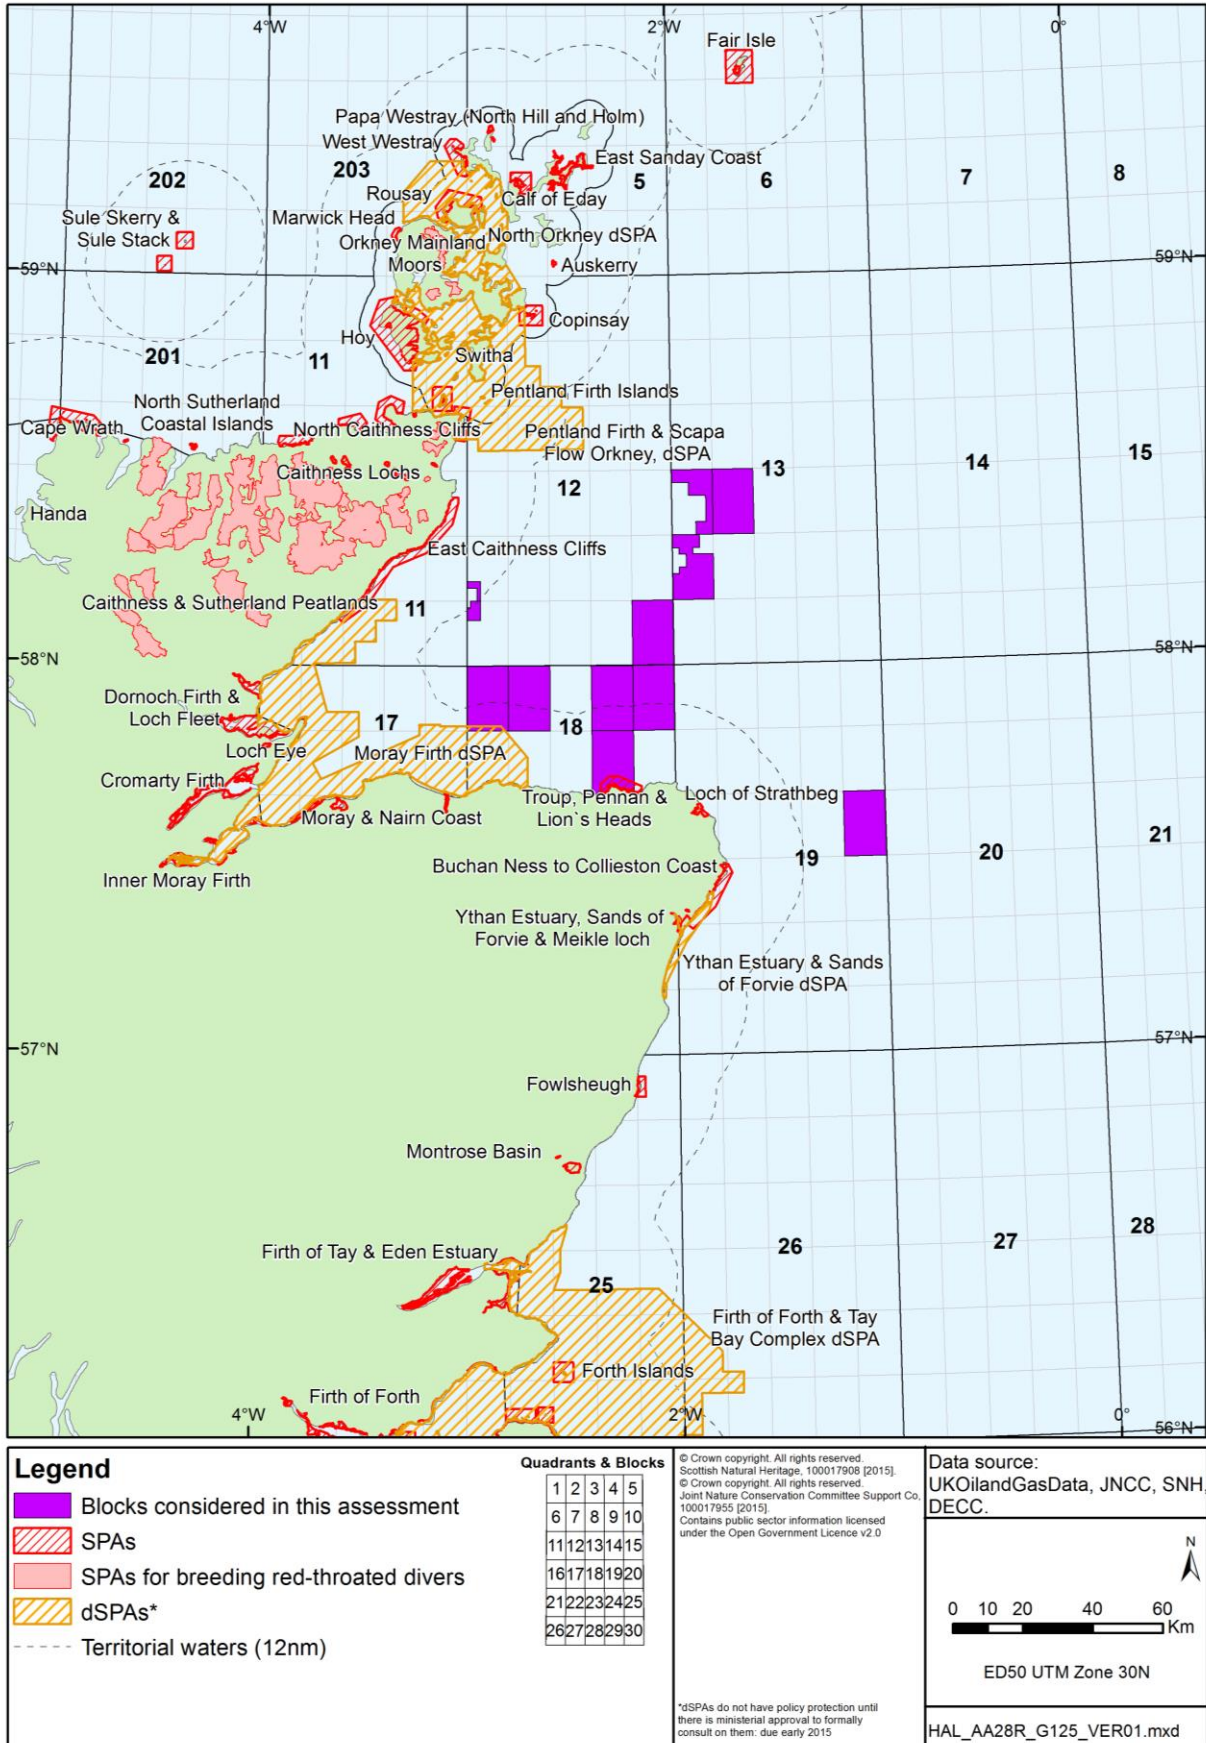 4°W
2°W
0°
Fair Isle
Papa Westray (North Hill and Holm)
West Westray
East Sanday Coast
203
202
5
6
7
8
Rousay
Calf of Eday
Sule Skerry &
Sule Stack
Marwick Head
North Orkney dSPA
Orkney Mainland
Moors
59°N
Auskerry
59°N
Copinsay
Hoy
201
11
Switha
Pentland Firth Islands
North Sutherland
Coastal Islands
Cape Wrath
North Caithness Cliffs
Pentland Firth & Scapa
Flow Orkney, dSPA
13
14
15
Caithness Lochs
12
Handa
East Caithness Cliffs
Caithness & Sutherland Peatlands
11
58°N
58°N
Dornoch Firth &
Loch Fleet
17
18
Loch Eye
Moray Firth dSPA
Cromarty Firth
Troup, Pennan &
Lion`s Heads
Loch of Strathbeg
Moray & Nairn Coast
19
20
21
Inner Moray Firth
Buchan Ness to Collieston Coast
Ythan Estuary, Sands of
Forvie & Meikle loch
Ythan Estuary & Sands
of Forvie dSPA
57°N
57°N
Fowlsheugh
Montrose Basin
26
27
28
Firth of Tay & Eden Estuary
25
Firth of Forth & Tay
Bay Complex dSPA
Forth Islands
Firth of Forth
4°W
2°W
0°
56°N
Legend
Blocks considered in this assessment
SPAs
SPAs for breeding red-throated divers
dSPAs*
Territorial waters (12nm)
Quadrants & Blocks
1 2 3 4 5
6 7 8 9 10
11 12 13 14 15
16 17 18 19 20
21 22 23 24 25
26 27 28 29 30
© Crown copyright. All rights reserved.
Scottish Natural Heritage, 100017908 [2015].
© Crown copyright. All rights reserved.
Joint Nature Conservation Committee Support Co,
100017955 [2015].
Contains public sector information licensed
under the Open Government Licence v2.0
*dSPAs do not have policy protection until
there is ministerial approval to formally
consult on them: due early 2015
Data source:
UKOilandGasData, JNCC, SNH,
DECC.
N
0 10 20 40 60
Km
ED50 UTM Zone 30N
HAL_AA28R_G125_VER01.mxd